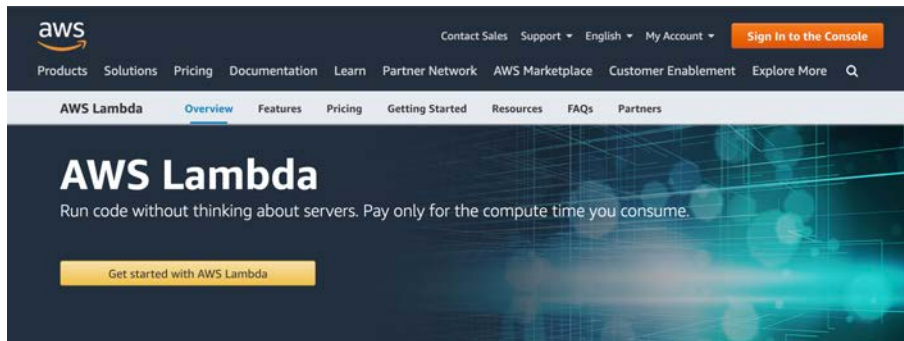 aws
Contact Sales Support English My Account Sign In to the Console
Products Solutions Pricing Documentation Learn Partner Network AWS Marketplace Customer Enablement Explore More
AWS Lambda Overview Features Pricing Getting Started Resources FAQs Partners
AWS Lambda
Run code without thinking about servers. Pay only for the compute time you consume.
Get started with AWS Lambda